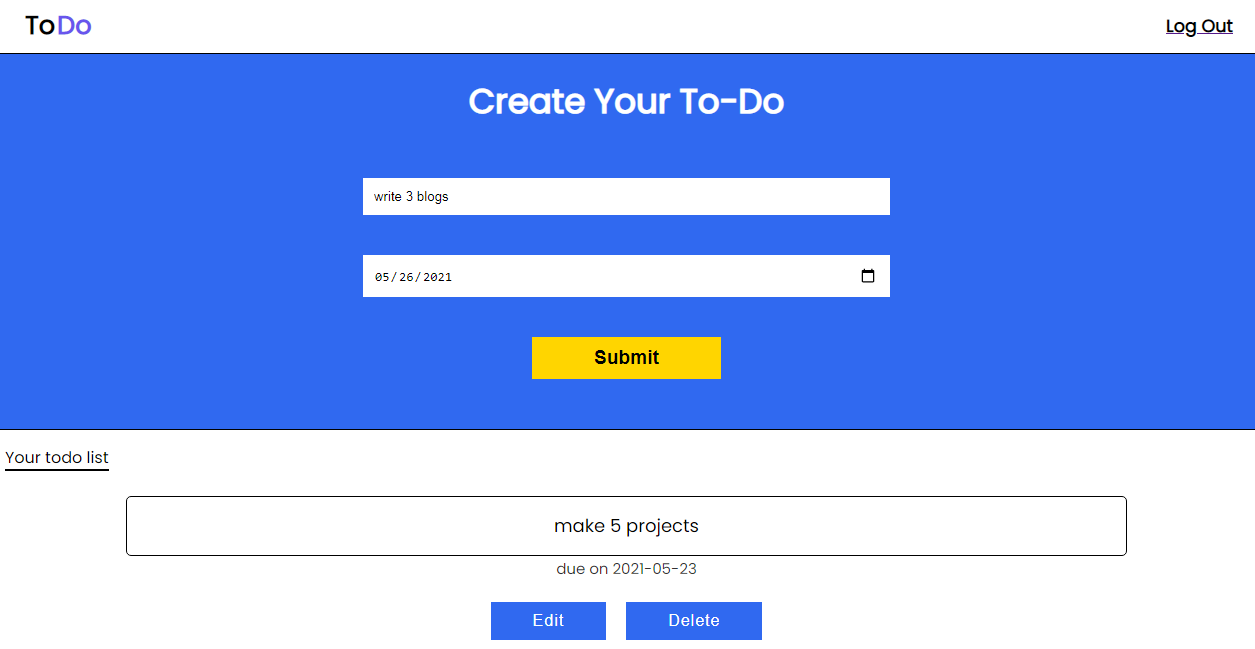 ToDo
Log Out
Create Your To-Do
write 3 blogs
05/26/2021
Submit
Your todo list
make 5 projects
due on 2021-05-23
Edit
Delete